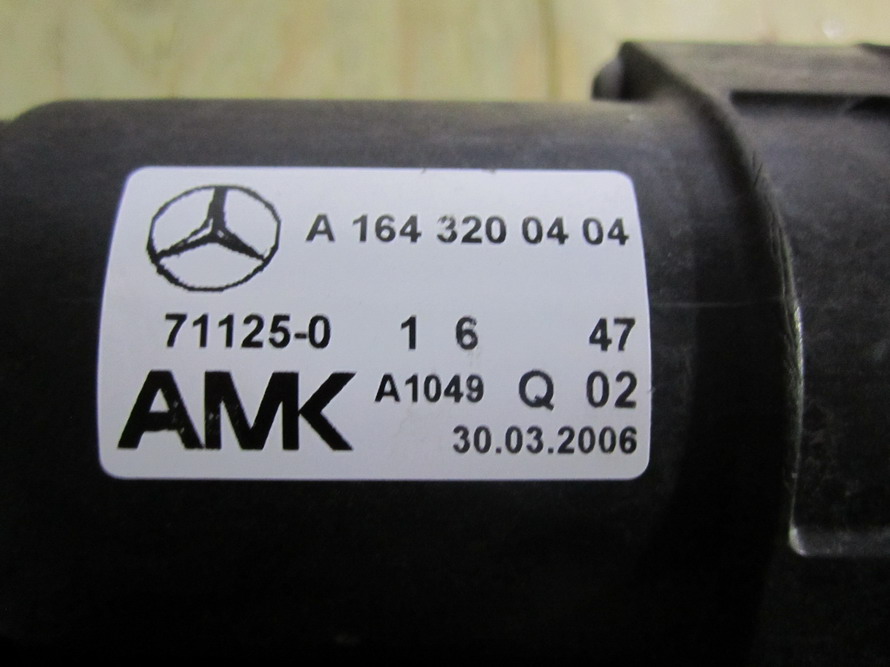 A 164 320 04 04
71125-0 1 6 47
AMK A1049 Q 02
30.03.2006